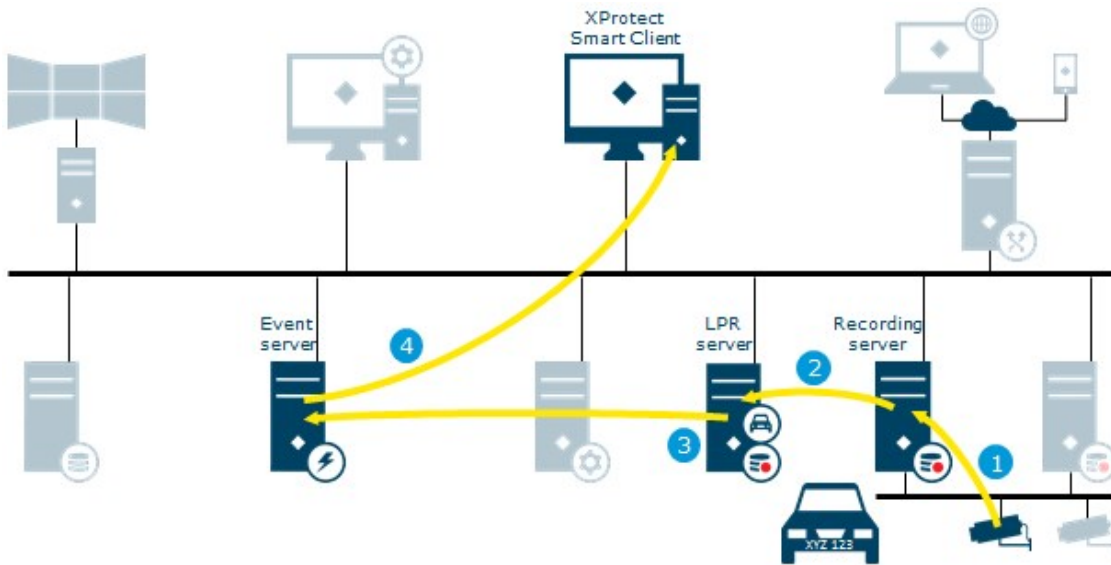 XProtect
Smart Client
Event
server
4
LPR
server
Recording
server
2
3
1
XYZ 123